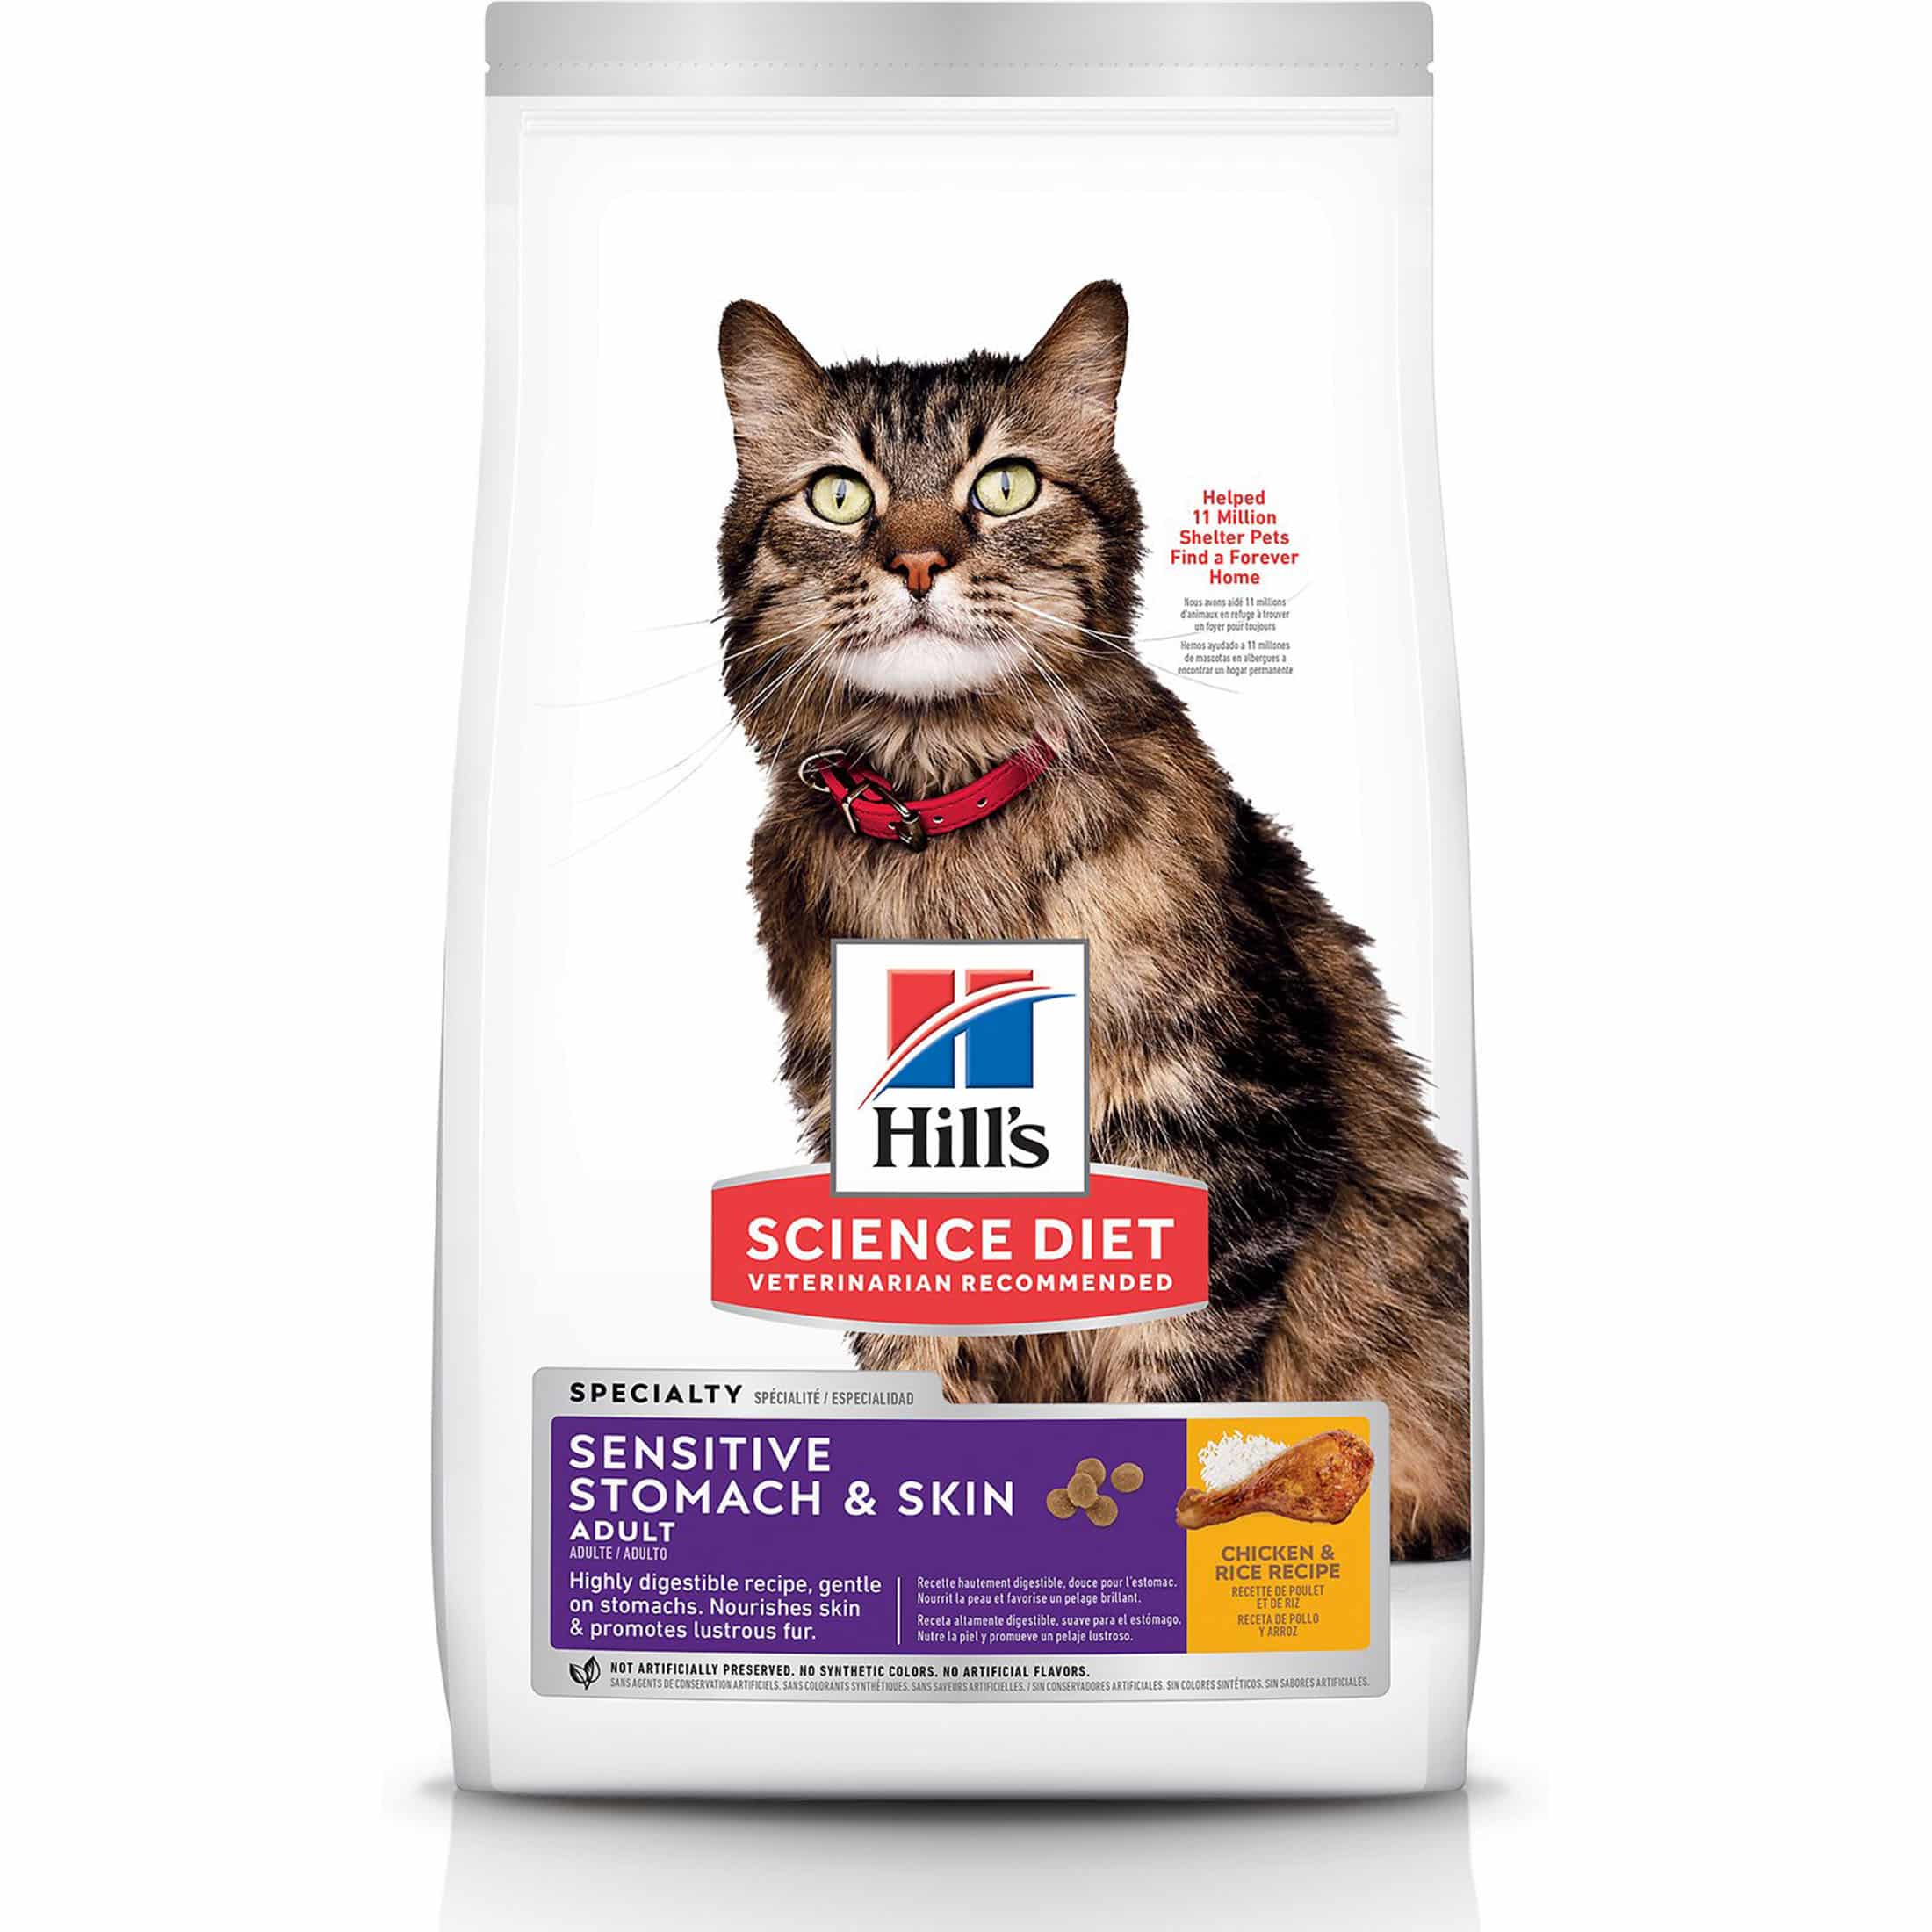 Helped
11 Million
Shelter Pets
Find a Forever
Home
Nous avons aidé 11 millions
d'animaux en refuge à trouver
un foyer pour toujours
Hemos ayudado a 11 millones
de mascotas en albergues a
encontrar un hogar permanente
Hill's
SCIENCE DIET
VETERINARIAN RECOMMENDED
SPECIALTY SPÉCIALITÉ / ESPECIALIDAD
SENSITIVE
STOMACH & SKIN
ADULT
ADULTE / ADULTO
Highly digestible recipe, gentle
on stomachs. Nourishes skin
& promotes lustrous fur.
Recette hautement digestible, douce pour l'estomac.
Nourrit la peau et favorise un pelage brillant.
Receta altamente digestible, suave para el estómago.
Nutre la piel y promueve un pelaje lustroso.
CHICKEN &
RICE RECIPE
RECETTE DE POULET
ET DE RIZ
RECETA DE POLLO
Y ARROZ
NOT ARTIFICIALLY PRESERVED. NO SYNTHETIC COLORS. NO ARTIFICIAL FLAVORS.
SANS AGENTS DE CONSERVATION ARTIFICIELS. SANS COLORANTS SYNTHÉTIQUES. SANS SAVEURS ARTIFICIELLES. / SIN CONSERVADORES ARTIFICIALES. SIN COLORES SINTÉTICOS. SIN SABORES ARTIFICIALES.